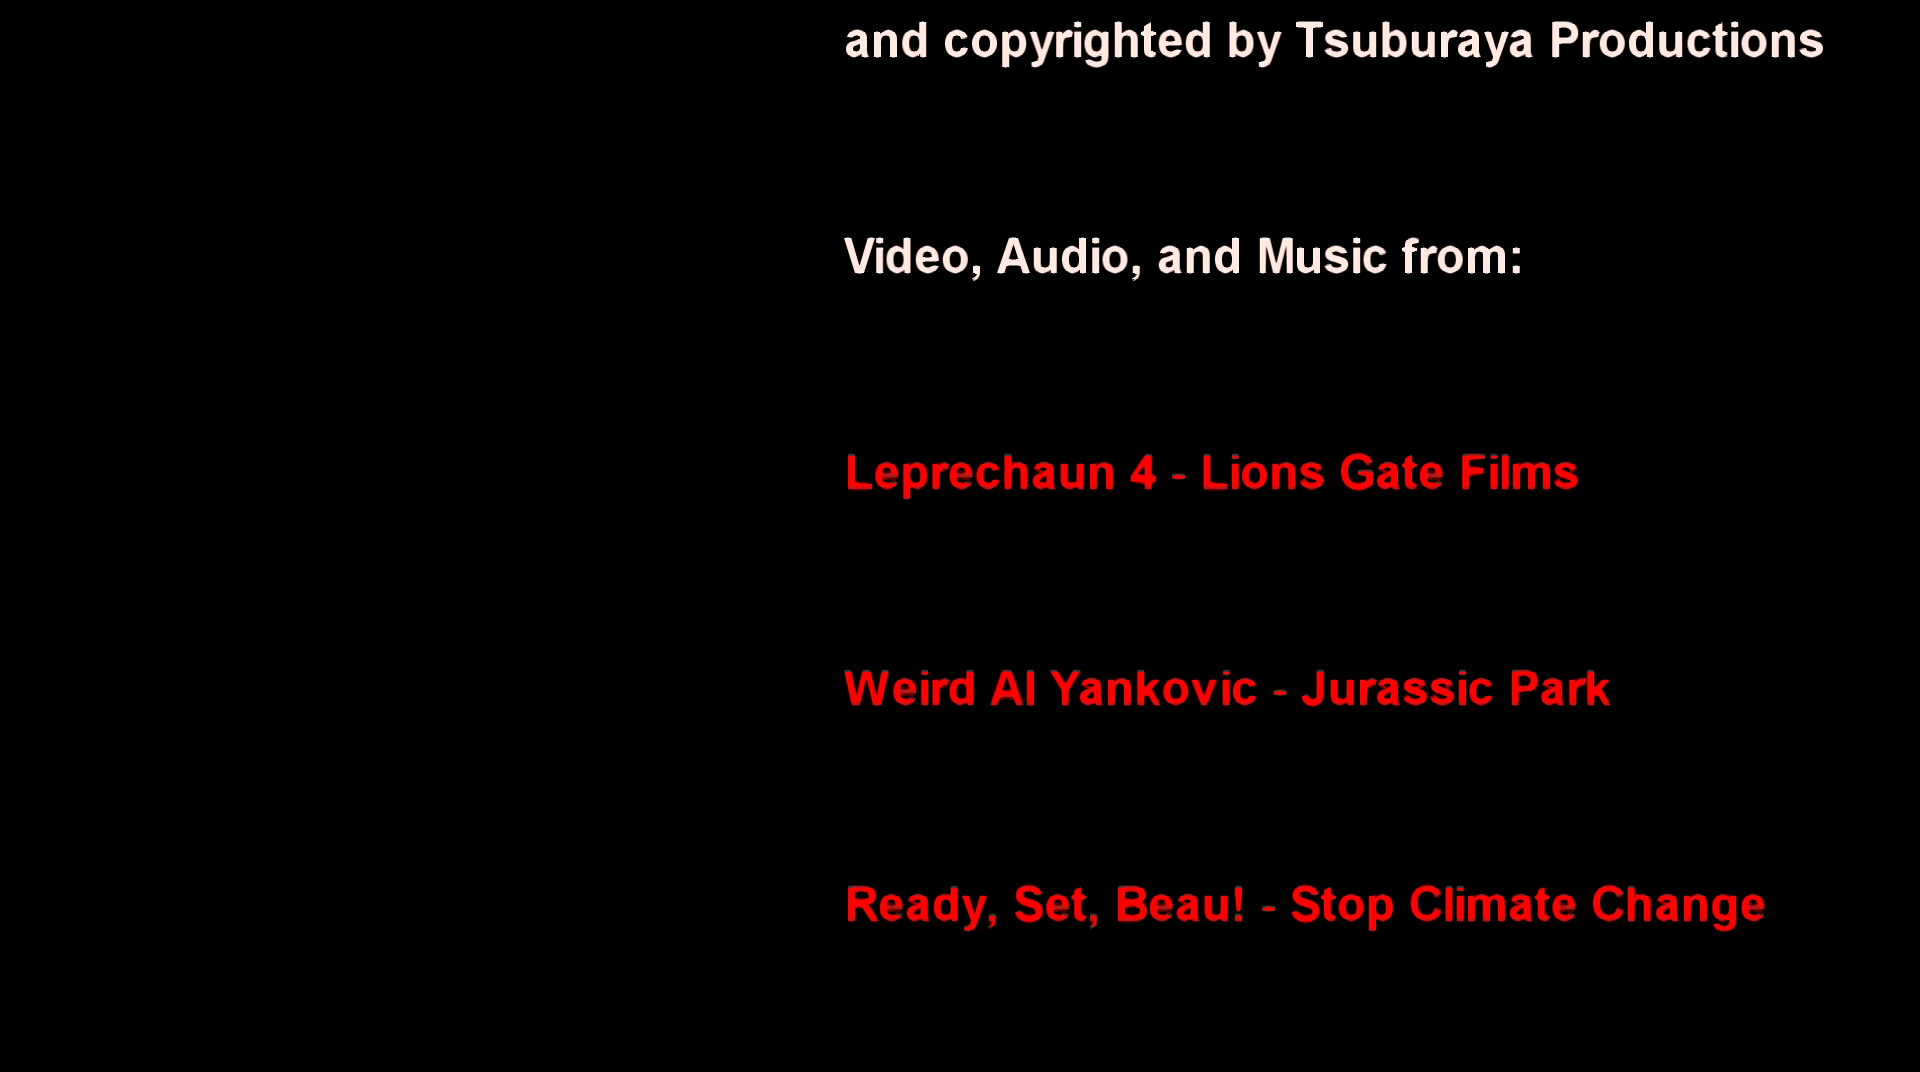 and copyrighted by Tsuburaya Productions
Video, Audio, and Music from:
Leprechaun 4 - Lions Gate Films
Weird Al Yankovic - Jurassic Park
Ready, Set, Beau! - Stop Climate Change